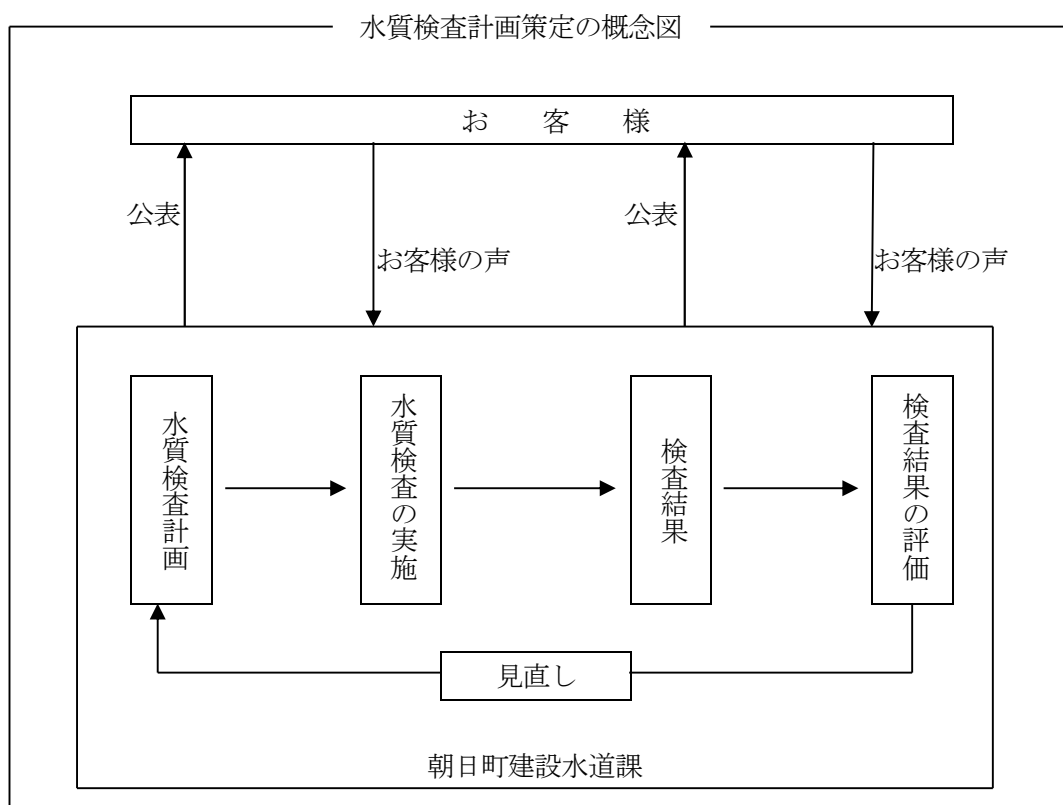 水質検査計画策定の概念図
お客様
公表
公表
お客様の声
お客様の声
水質検査計画
水質検査の実施
検査結果
検査結果の評価
見直し
朝日町建設水道課